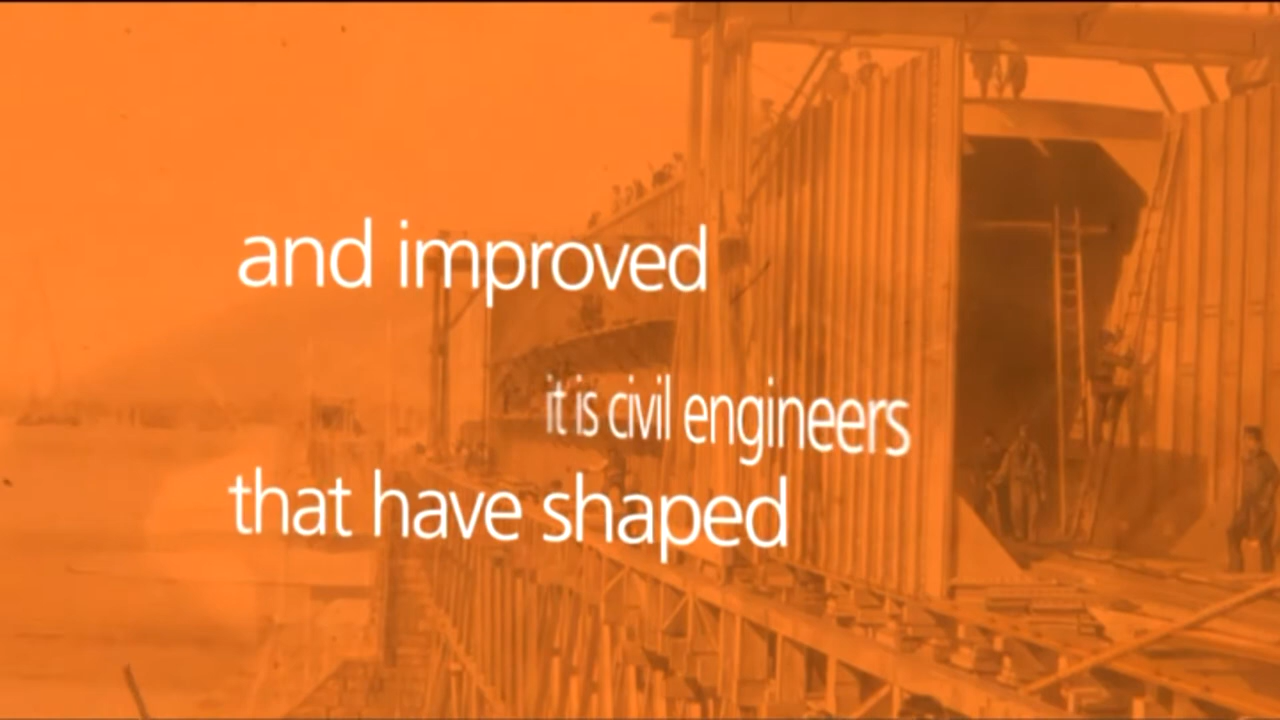 and improved
it is civil engineers
that have shaped